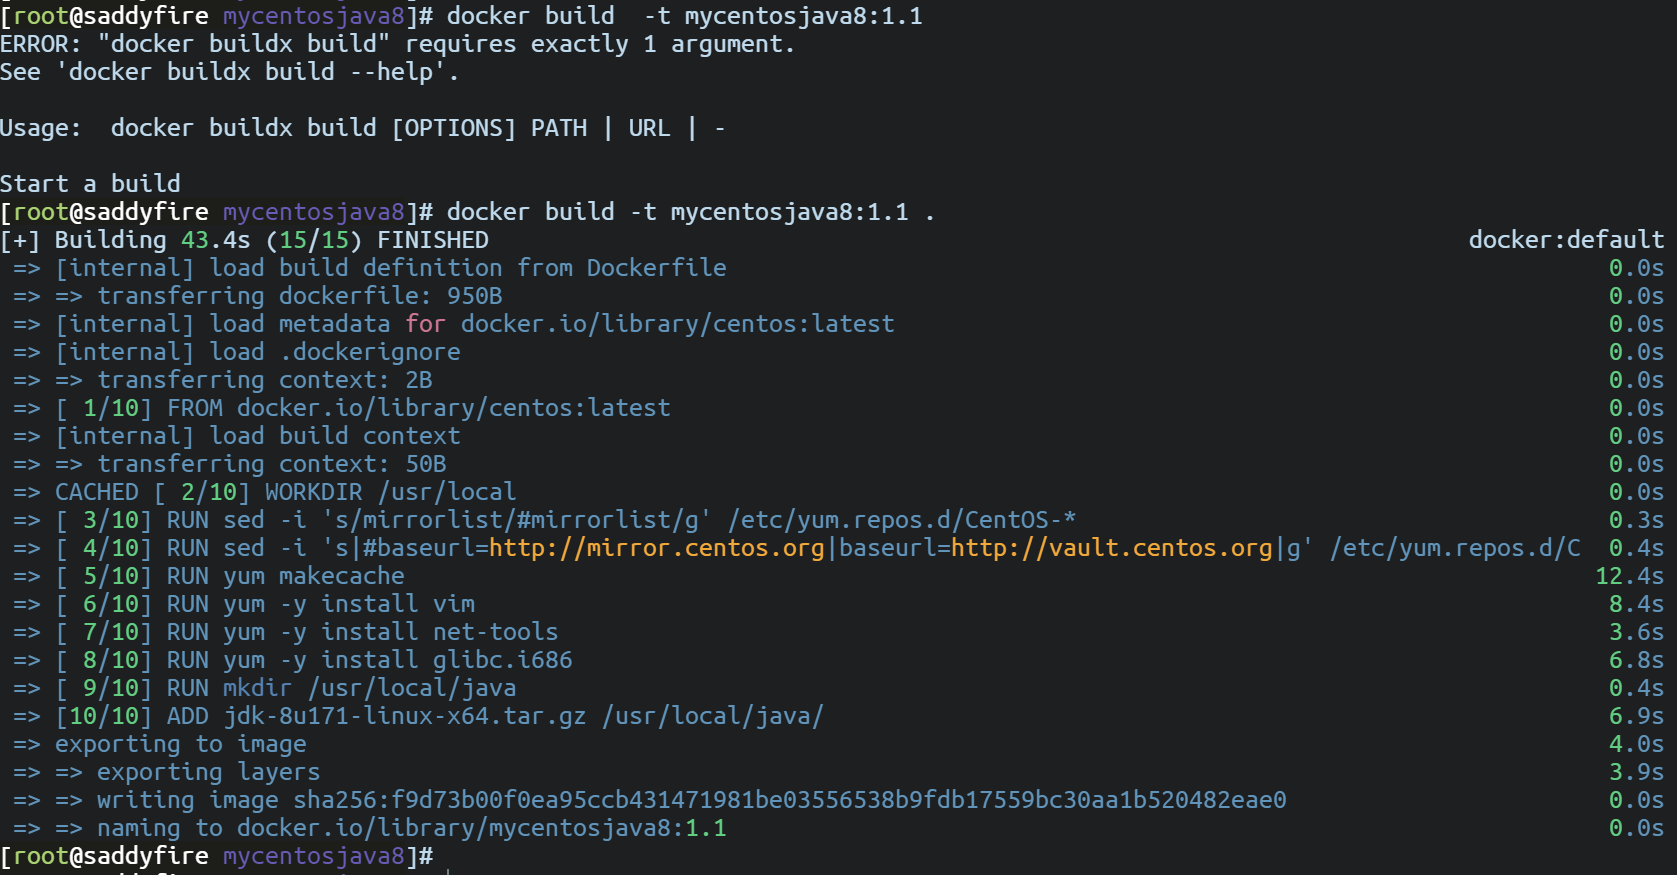 [root@saddyfire mycentosjava8]# docker build  -t mycentosjava8:1.1
ERROR: "docker buildx build" requires exactly 1 argument.
See 'docker buildx build --help'.
Usage:  docker buildx build [OPTIONS] PATH | URL | -
Start a build
[root@saddyfire mycentosjava8]# docker build -t mycentosjava8:1.1 .
[+] Building 43.4s (15/15) FINISHED docker:default
=> [internal] load build definition from Dockerfile 0.0s
=> => transferring dockerfile: 950B 0.0s
=> [internal] load metadata for docker.io/library/centos:latest 0.0s
=> [internal] load .dockerignore 0.0s
=> => transferring context: 2B 0.0s
=> [ 1/10] FROM docker.io/library/centos:latest 0.0s
=> [internal] load build context 0.0s
=> => transferring context: 50B 0.0s
=> CACHED [ 2/10] WORKDIR /usr/local 0.0s
=> [ 3/10] RUN sed -i 's/mirrorlist/#mirrorlist/g' /etc/yum.repos.d/CentOS-* 0.3s
=> [ 4/10] RUN sed -i 's|#baseurl=http://mirror.centos.org|baseurl=http://vault.centos.org|g' /etc/yum.repos.d/C 0.4s
=> [ 5/10] RUN yum makecache 12.4s
=> [ 6/10] RUN yum -y install vim 8.4s
=> [ 7/10] RUN yum -y install net-tools 3.6s
=> [ 8/10] RUN yum -y install glibc.i686 6.8s
=> [ 9/10] RUN mkdir /usr/local/java 0.4s
=> [10/10] ADD jdk-8u171-linux-x64.tar.gz /usr/local/java/ 6.9s
=> exporting to image 4.0s
=> => exporting layers 3.9s
=> => writing image sha256:f9d73b00f0ea95ccb431471981be03556538b9fdb17559bc30aa1b520482eae0 0.0s
=> => naming to docker.io/library/mycentosjava8:1.1 0.0s
[root@saddyfire mycentosjava8]#